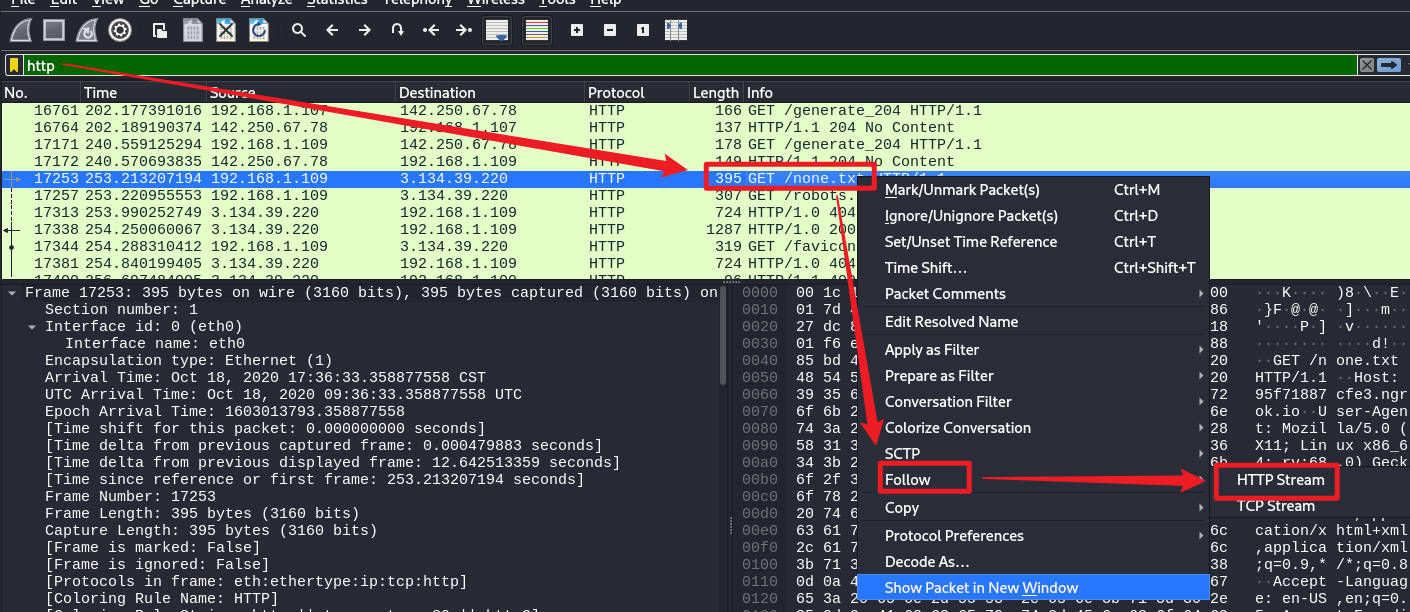 File Edit View Go Capture Analyze Statistics Telephony Wireless Tools Help
http
No. Time Source Destination Protocol Length Info
16761 202.177391016 192.168.1.107 142.250.67.78 HTTP 166 GET /generate_204 HTTP/1.1
16764 202.189190374 142.250.67.78 192.168.1.107 HTTP 137 HTTP/1.1 204 No Content
17171 240.559125294 192.168.1.109 142.250.67.78 HTTP 178 GET /generate_204 HTTP/1.1
17172 240.570693835 142.250.67.78 192.168.1.109 HTTP 149 HTTP/1.1 204 No Content
17253 253.213207194 192.168.1.109 3.134.39.220 HTTP 395 GET /none.txt HTTP/1.1
17257 253.220955553 192.168.1.109 3.134.39.220 HTTP 307 GET /robots.
17313 253.990252749 3.134.39.220 192.168.1.109 HTTP 724 HTTP/1.0 404
17338 254.250060067 3.134.39.220 192.168.1.109 HTTP 1287 HTTP/1.0 200
17344 254.288310412 192.168.1.109 3.134.39.220 HTTP 319 GET /favicon
17381 254.840199405 3.134.39.220 192.168.1.109 HTTP 724 HTTP/1.0 404
Mark/Unmark Packet(s) Ctrl+M
Ignore/Unignore Packet(s) Ctrl+D
Set/Unset Time Reference Ctrl+T
Time Shift... Ctrl+Shift+T
Packet Comments
Edit Resolved Name
Apply as Filter
Prepare as Filter
Conversation Filter
Colorize Conversation
SCTP
Follow
HTTP Stream
TCP Stream
Copy
Protocol Preferences
Decode As...
Show Packet in New Window
Frame 17253: 395 bytes on wire (3160 bits), 395 bytes captured (3160 bits) on
Section number: 1
Interface id: 0 (eth0)
Interface name: eth0
Encapsulation type: Ethernet (1)
Arrival Time: Oct 18, 2020 17:36:33.358877558 CST
UTC Arrival Time: Oct 18, 2020 09:36:33.358877558 UTC
Epoch Arrival Time: 1603013793.358877558
[Time shift for this packet: 0.000000000 seconds]
[Time delta from previous captured frame: 0.000479883 seconds]
[Time delta from previous displayed frame: 12.642513359 seconds]
[Time since reference or first frame: 253.213207194 seconds]
Frame Number: 17253
Frame Length: 395 bytes (3160 bits)
Capture Length: 395 bytes (3160 bits)
[Frame is marked: False]
[Frame is ignored: False]
[Protocols in frame: eth:ethertype:ip:tcp:http]
[Coloring Rule Name: HTTP]
0000 00 1c 00 ···K···· )8·\··E·
0010 01 7d 86 ·}F·@·@· ·]···m··
0020 27 dc 18 '····P·] ·v······
0030 01 f6 88 ········ ····d!··
0040 85 bd 20 ··GET /n one.txt
0050 48 54 20 HTTP/1.1 ··Host:
0060 39 35 72 95f71887 cfe3.ngr
0070 6f 6b 6e ok.io··U ser-Agen
0080 74 3a 28 t: Mozil la/5.0 (
0090 58 31 36 X11; Lin ux x86_6
00a0 34 3b 6b 4; rv:68 .0) Geck
00b0 6f 2f
00c0 6f 78
00d0 20 74
00e0 63 61 6c cation/x html+xml
00f0 2c 61 6c ,application/xml
0100 3b 71 38 ;q=0.9,* /*;q=0.8
0110 0d 0a 67 ··Accept -Languag
0120 65 3a 2e e: en-US ,en;q=0.